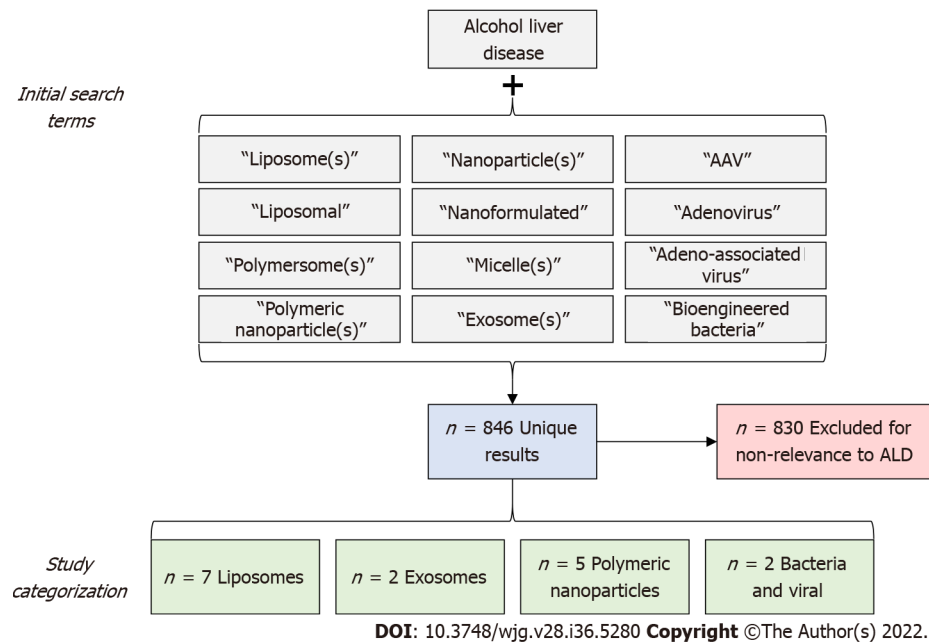 Alcohol liver
disease
+
Initial search
terms
“Liposome(s)”
“Nanoparticle(s)”
“AAV”
“Liposomal”
“Nanoformulated”
“Adenovirus”
“Polymersome(s)”
“Micelle(s)”
“Adeno-associated
virus”
“Polymeric
nanoparticle(s)”
“Exosome(s)”
“Bioengineered
bacteria”
n = 846 Unique
results
n = 830 Excluded for
non-relevance to ALD
Study
categorization
n = 7 Liposomes
n = 2 Exosomes
n = 5 Polymeric
nanoparticles
n = 2 Bacteria
and viral
DOI: 10.3748/wjg.v28.i36.5280 Copyright ©The Author(s) 2022.